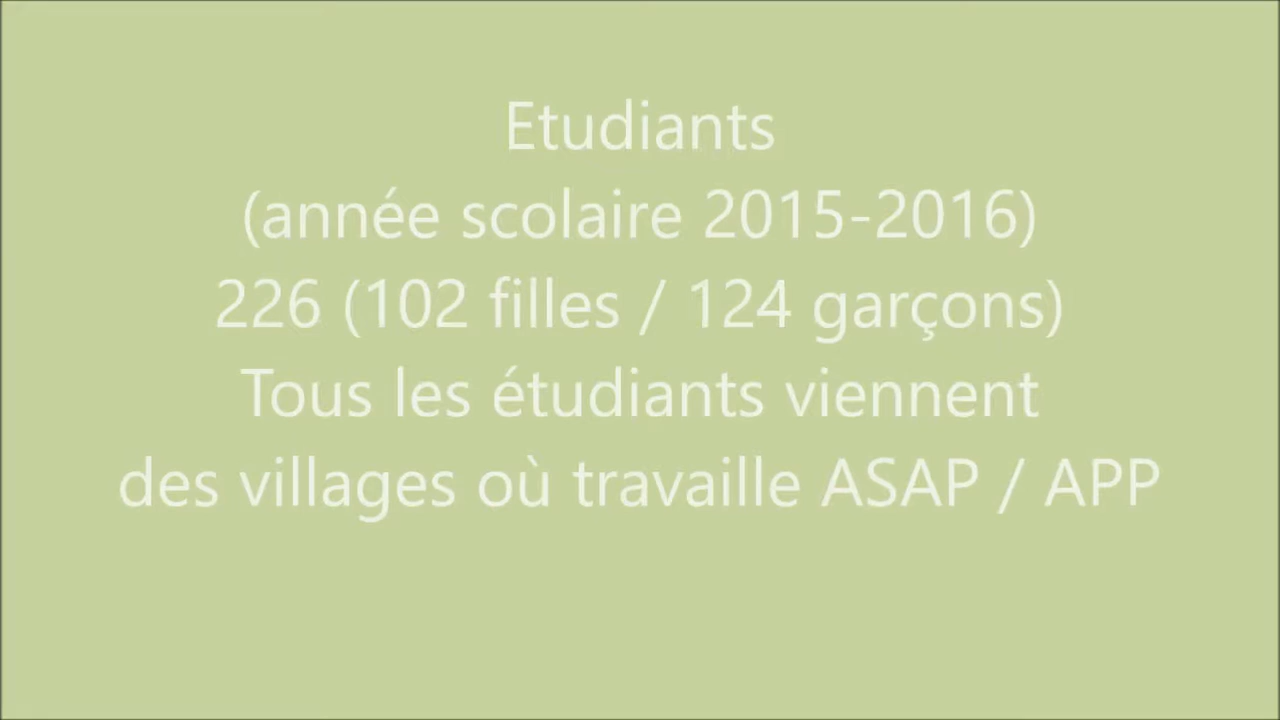 Etudiants
(année scolaire 2015-2016)
226 (102 filles / 124 garçons)
Tous les étudiants viennent
des villages où travaille ASAP / APP